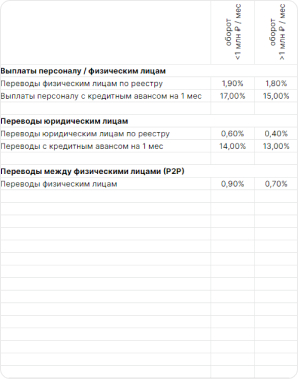 оборот
<1 млн ₽ / мес
оборот
>1 млн ₽ / мес
Выплаты персоналу / физическим лицам
Переводы физическим лицам по реестру 1,90% 1,80%
Выплаты персоналу с кредитным авансом на 1 мес 17,00% 15,00%
Переводы юридическим лицам
Переводы юридическим лицам по реестру 0,60% 0,40%
Переводы с кредитным авансом на 1 мес 14,00% 13,00%
Переводы между физическими лицами (P2P)
Переводы физическим лицам 0,90% 0,70%